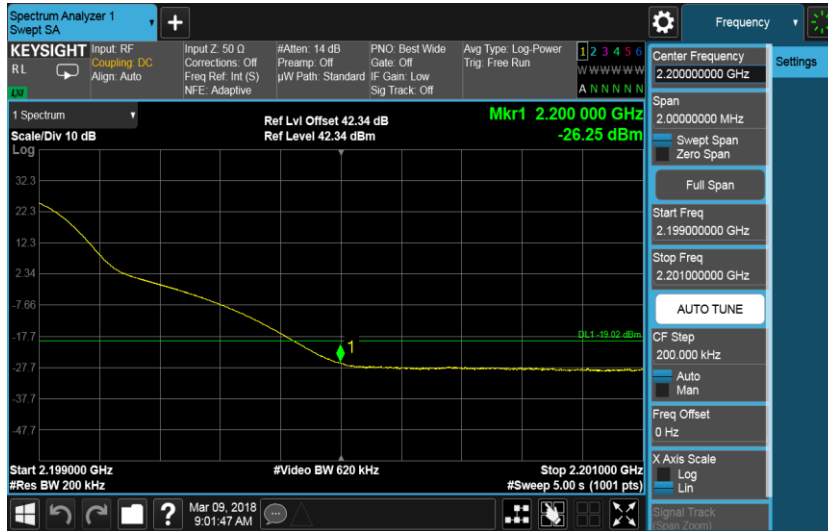 Spectrum Analyzer 1
Swept SA
Frequency
KEYSIGHT
RL
LXI
Input: RF
Coupling: DC
Align: Auto
Input Z: 50 Ω
Corrections: Off
Freq Ref: Int (S)
NFE: Adaptive
#Atten: 14 dB
Preamp: Off
µW Path: Standard
PNO: Best Wide
Gate: Off
IF Gain: Low
Sig Track: Off
Avg Type: Log-Power
Trig: Free Run
1 2 3 4 5 6
W W W W W W
A N N N N N
1 Spectrum
Scale/Div 10 dB
Log
Ref Lvl Offset 42.34 dB
Ref Level 42.34 dBm
Mkr1 2.200 000 GHz
-26.25 dBm
32.3
22.3
12.3
2.34
-7.66
-17.7
-27.7
-37.7
-47.7
DL1 -19.02 dBm
1
Start 2.199000 GHz
#Res BW 200 kHz
#Video BW 620 kHz
Stop 2.201000 GHz
#Sweep 5.00 s (1001 pts)
Center Frequency
2.200000000 GHz
Settings
Span
2.00000000 MHz
Swept Span
Zero Span
Full Span
Start Freq
2.199000000 GHz
Stop Freq
2.201000000 GHz
AUTO TUNE
CF Step
200.000 kHz
Auto
Man
Freq Offset
0 Hz
X Axis Scale
Log
Lin
Signal Track
(Span Zoom)
?
Mar 09, 2018
9:01:47 AM